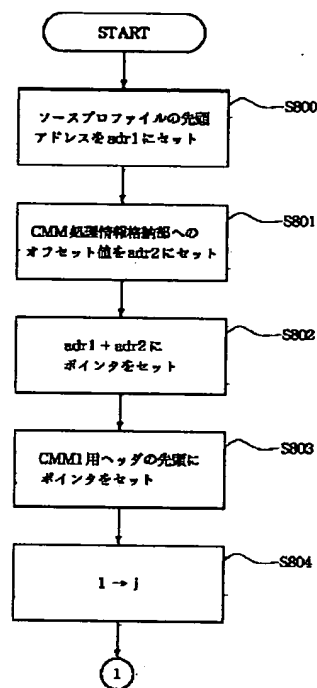 START
ソースプロファイルの先頭
アドレスをadr1にセット
S800
CMM処理情報格納部への
オフセット値をadr2にセット
S801
adr1+adr2に
ポインタをセット
S802
CMM1用ヘッダの先頭に
ポインタをセット
S803
1→j
S804
1